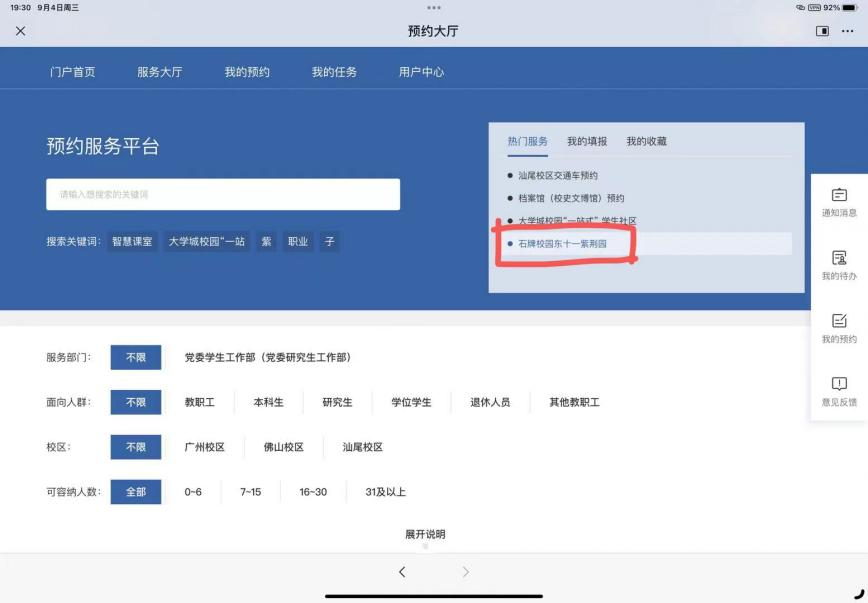 19:30 9月4日周三
VPN 92%
预约大厅
门户首页 服务大厅 我的预约 我的任务 用户中心
预约服务平台
请输入想搜索的关键词
搜索关键词: 智慧课室 大学城校园“一站 紫 职业 子
热门服务 我的填报 我的收藏
汕尾校区交通车预约
档案馆（校史文博馆）预约
大学城校园“一站式”学生社区
石牌校园东十一紫荆园
通知消息
我的待办
我的预约
意见反馈
服务部门: 不限 党委学生工作部（党委研究生工作部）
面向人群: 不限 教职工 本科生 研究生 学位学生 退休人员 其他教职工
校区: 不限 广州校区 佛山校区 汕尾校区
可容纳人数: 全部 0~6 7~15 16~30 31及以上
展开说明